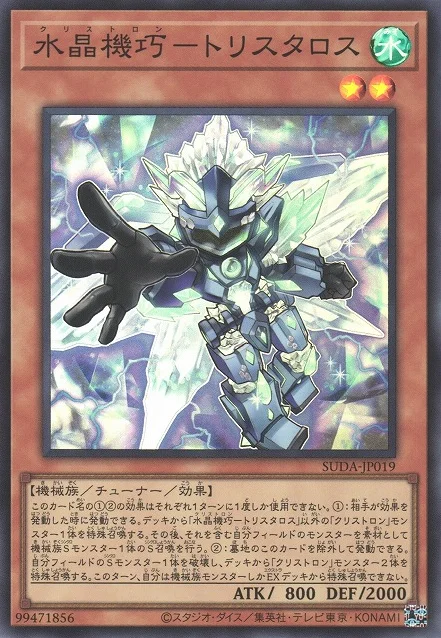 クリストロン
水晶機巧－トリスタロス
水
SUDA-JP019
【機械族／チューナー／効果】
このカード名の①②の効果はそれぞれ1ターンに1度しか使用できない。①：相手が効果を
発動した時に発動できる。デッキから「水晶機巧－トリスタロス」以外の「クリストロン」モンス
ター1体を特殊召喚する。その後、それを含む自分フィールドのモンスターを素材として
機械族Sモンスター1体のS召喚を行う。②：墓地のこのカードを除外して発動できる。
自分フィールドのSモンスター1体を破壊し、デッキから「クリストロン」モンスター2体を
特殊召喚する。このターン、自分は機械族モンスターしかEXデッキから特殊召喚できない。
ATK/ 800 DEF/2000
99471856
©スタジオ・ダイス／集英社・テレビ東京・KONAMI